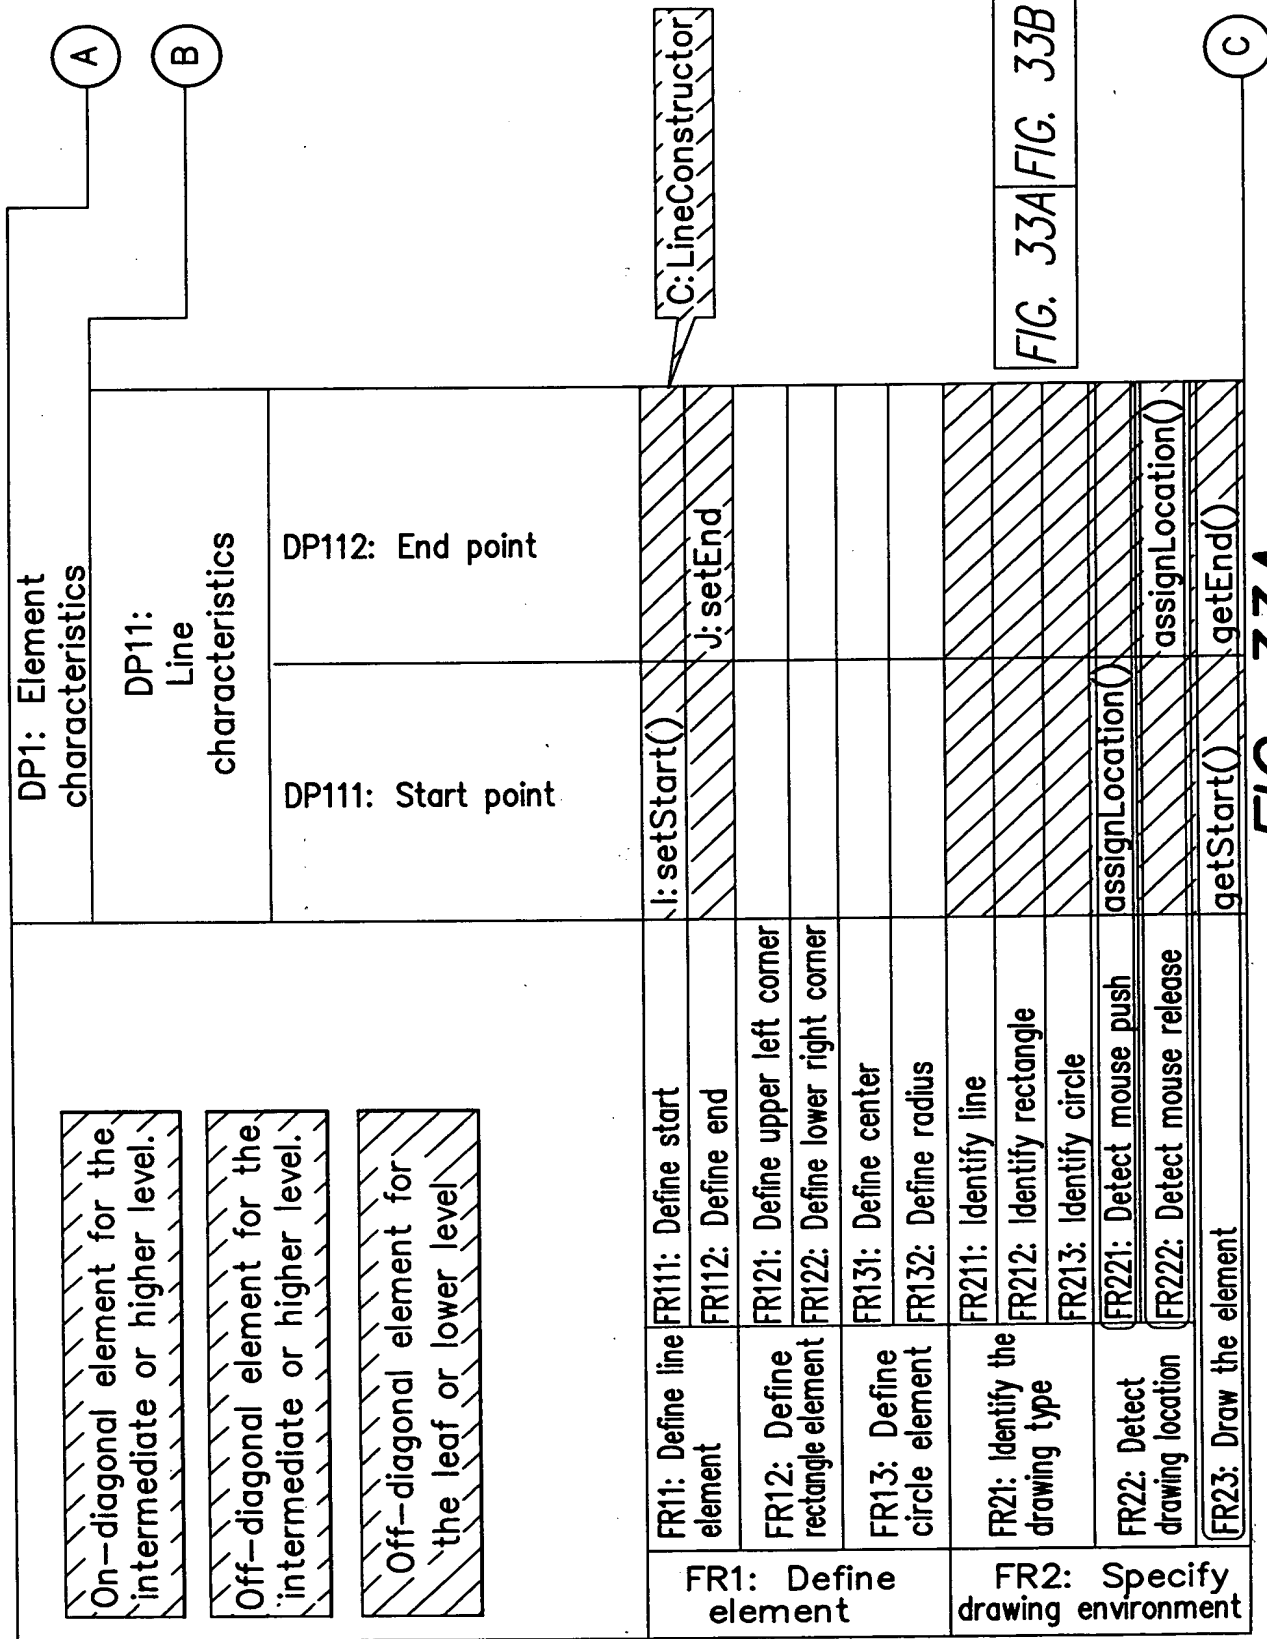 DP1: Element
characteristics
A
B
DP11:
Line
characteristics
DP111: Start point
DP112: End point
On-diagonal element for the
intermediate or higher level.
Off-diagonal element for the
intermediate or higher level.
Off-diagonal element for
the leaf or lower level
C:LineConstructor
FR1: Define
element
FR11: Define line
element
FR111: Define start
I:setStart()
FR112: Define end
J:setEnd
FR12: Define
rectangle element
FR121: Define upper left corner
FR122: Define lower right corner
FR13: Define
circle element
FR131: Define center
FR132: Define radius
FR2: Specify
drawing environment
FR21: Identify the
drawing type
FR211: Identify line
FR212: Identify rectangle
FR213: Identify circle
FR22: Detect
drawing location
FR221: Detect mouse push
assignLocation()
FR222: Detect mouse release
assignLocation()
FR23: Draw the element
getStart()
getEnd()
C
FIG. 33A
FIG. 33B
FIG. 33A